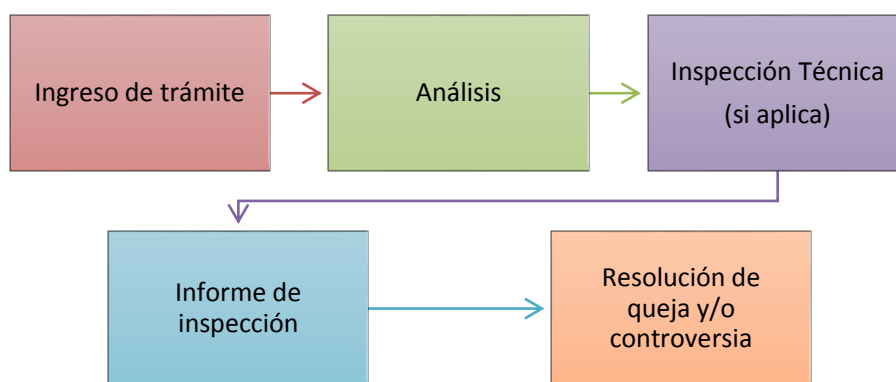 Ingreso de trámite
Análisis
Inspección Técnica
(si aplica)
Informe de
inspección
Resolución de
queja y/o
controversia